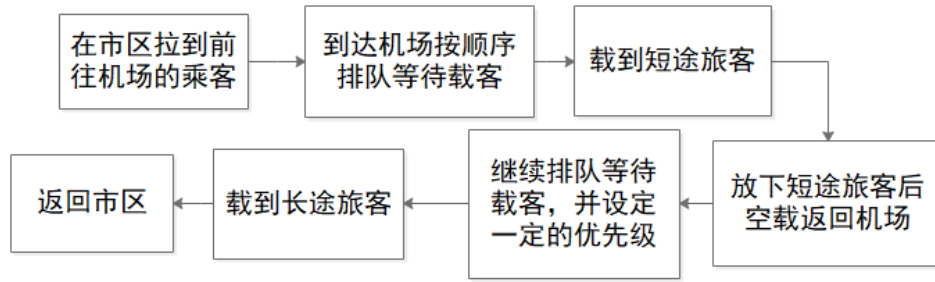 在市区拉到前
往机场的乘客
到达机场按顺序
排队等待载客
载到短途旅客
放下短途旅客后
空载返回机场
继续排队等待
载客，并设定
一定的优先级
载到长途旅客
返回市区